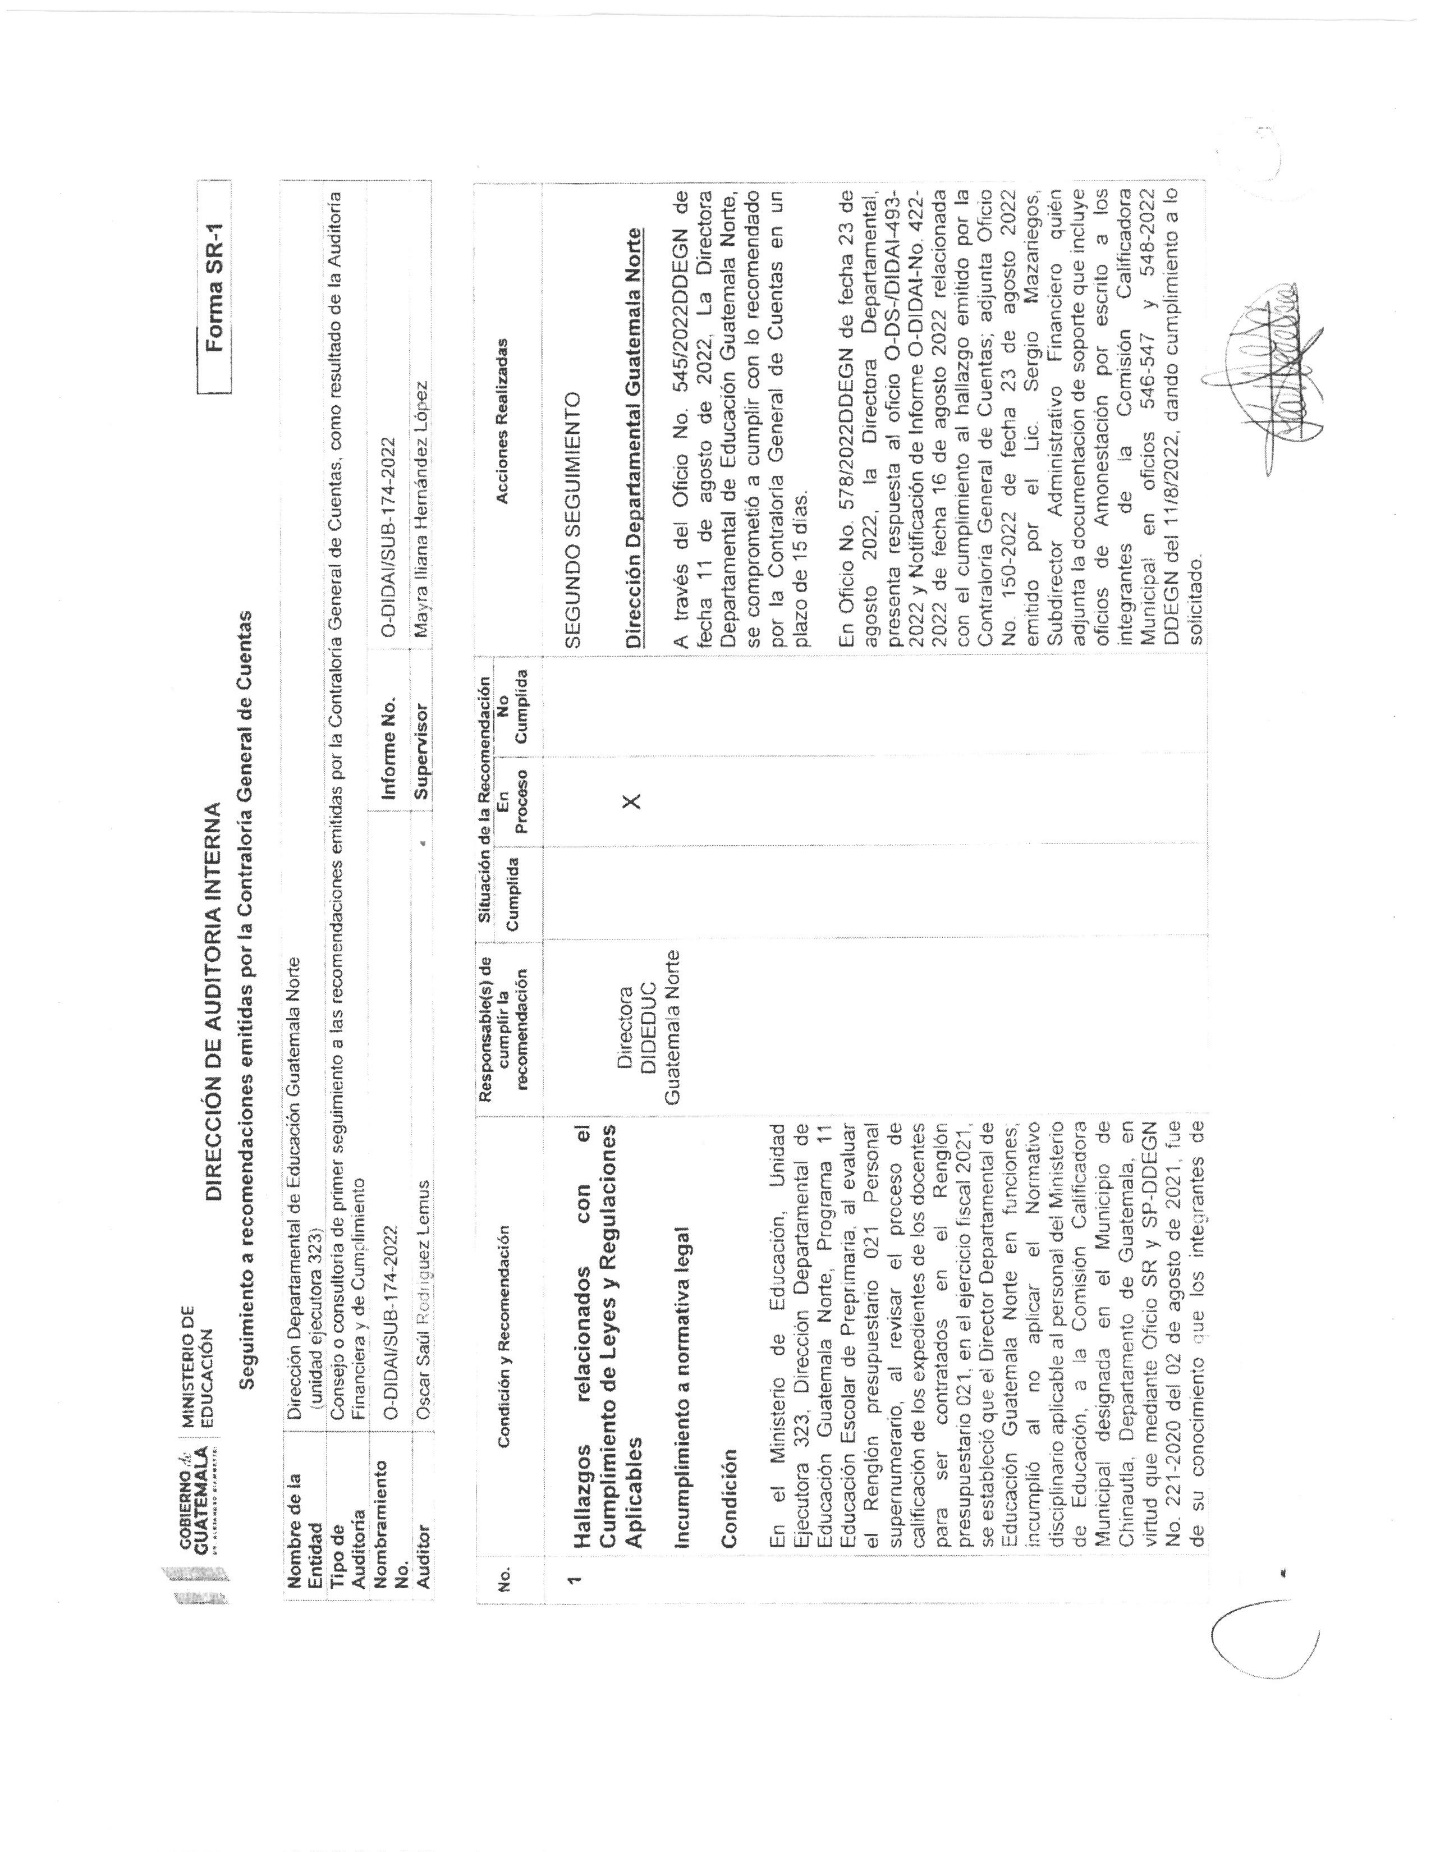 GOBIERNO de
GUATEMALA
MINISTERIO DE
EDUCACIÓN
DIRECCIÓN DE AUDITORIA INTERNA
Forma SR-1
Seguimiento a recomendaciones emitidas por la Contraloría General de Cuentas
Nombre de la
Entidad
Dirección Departamental de Educación Guatemala Norte
(unidad ejecutora 323)
Tipo de
Auditoría
Consejo o consultoría de primer seguimiento a las recomendaciones emitidas por la Contraloría General de Cuentas, como resultado de la Auditoría
Financiera y de Cumplimiento
Nombramiento
No.
O-DIDAI/SUB-174-2022
Informe No.
O-DIDAI/SUB-174-2022
Auditor
Oscar Saúl Rodriguez Lemus
Supervisor
Mayra Iliana Hernández López
No.
Condición y Recomendación
Responsable(s) de
cumplir la
recomendación
Situación de la Recomendación
Cumplida
En
Proceso
No
Cumplida
Acciones Realizadas
1
Hallazgos relacionados con el
Cumplimiento de Leyes y Regulaciones
Aplicables
Incumplimiento a normativa legal
Condición
En el Ministerio de Educación, Unidad
Ejecutora 323, Dirección Departamental de
Educación Guatemala Norte, Programa 11
Educación Escolar de Preprimaria, al evaluar
el Renglón presupuestario 021 Personal
supernumerario, al revisar el proceso de
calificación de los expedientes de los docentes
para ser contratados en el Renglón
presupuestario 021, en el ejercicio fiscal 2021,
se estableció que el Director Departamental de
Educación Guatemala Norte en funciones,
incumplió al no aplicar el Normativo
disciplinario aplicable al personal del Ministerio
de Educación, a la Comisión Calificadora
Municipal designada en el Municipio de
Chinautla, Departamento de Guatemala, en
virtud que mediante Oficio SR y SP-DDEGN
No. 221-2020 del 02 de agosto de 2021, fue
de su conocimiento que los integrantes de
Directora
DIDEDUC
Guatemala Norte
X
SEGUNDO SEGUIMIENTO
Dirección Departamental Guatemala Norte
A través del Oficio No. 545/2022DDEGN de
fecha 11 de agosto de 2022, La Directora
Departamental de Educación Guatemala Norte,
se comprometió a cumplir con lo recomendado
por la Contraloría General de Cuentas en un
plazo de 15 días.
En Oficio No. 578/2022DDEGN de fecha 23 de
agosto 2022, la Directora Departamental,
presenta respuesta al oficio O-DS-/DIDAI-493-
2022 y Notificación de Informe O-DIDAI-No. 422-
2022 de fecha 16 de agosto 2022 relacionada
con el cumplimiento al hallazgo emitido por la
Contraloría General de Cuentas; adjunta Oficio
No. 150-2022 de fecha 23 de agosto 2022
emitido por el Lic. Sergio Mazariegos,
Subdirector Administrativo Financiero quién
adjunta la documentación de soporte que incluye
oficios de Amonestación por escrito a los
integrantes de la Comisión Calificadora
Municipal en oficios 546-547 y 548-2022
DDEGN del 11/8/2022, dando cumplimiento a lo
solicitado.